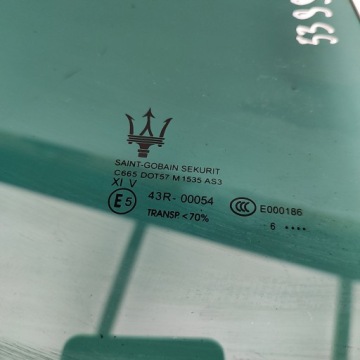 SAINT-GOBAIN SEKURIT
C665 DOT57 M1535 AS3
XI V
E5 43R-00054 CCC E000186
TRANSP.<70% 6 ••••